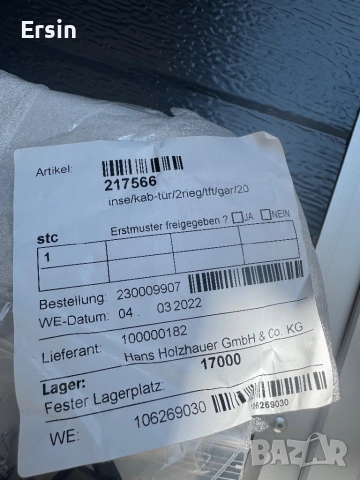 Ersin
Artikel:
217566
inse/kab-tür/2rieg/tft/gar/20
stc
Erstmuster freigegeben ? JA NEIN
1
Bestellung: 230009907
WE-Datum: 04. 03.2022
Lieferant: 100000182
Hans Holzhauer GmbH & Co. KG
Lager: 17000
Fester Lagerplatz:
WE: 106269030
106269030
BAZAR